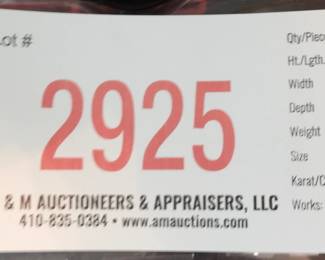 Lot #
2925
& M AUCTIONEERS & APPRAISERS, LLC
410-835-0384 • www.amauctions.com
Qty/Piec
Ht./Lgth.
Width
Depth
Weight
Size
Karat/C
Works: